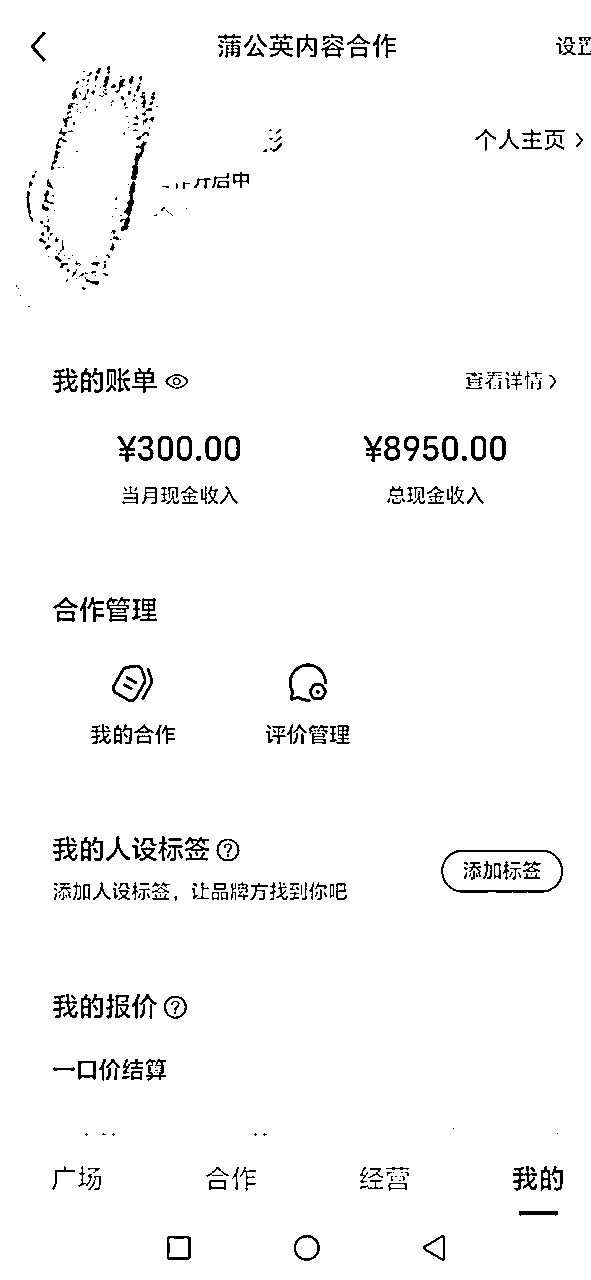 蒲公英内容合作
设置
个人主页
开启中
我的账单
查看详情
¥300.00
¥8950.00
当月现金收入
总现金收入
合作管理
我的合作
评价管理
我的人设标签
添加标签
添加人设标签，让品牌方找到你吧
我的报价
一口价结算
广场
合作
经营
我的